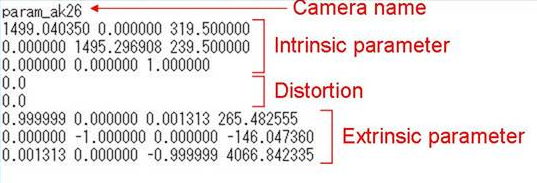 param_ak26 Camera name
1499.040350 0.000000 319.500000
0.000000 1495.296908 239.500000 Intrinsic parameter
0.000000 0.000000 1.000000
0.0
0.0 Distortion
0.999999 0.000000 0.001313 265.482555
0.000000 -1.000000 0.000000 -146.047360 Extrinsic parameter
0.001313 0.000000 -0.999999 4066.842335